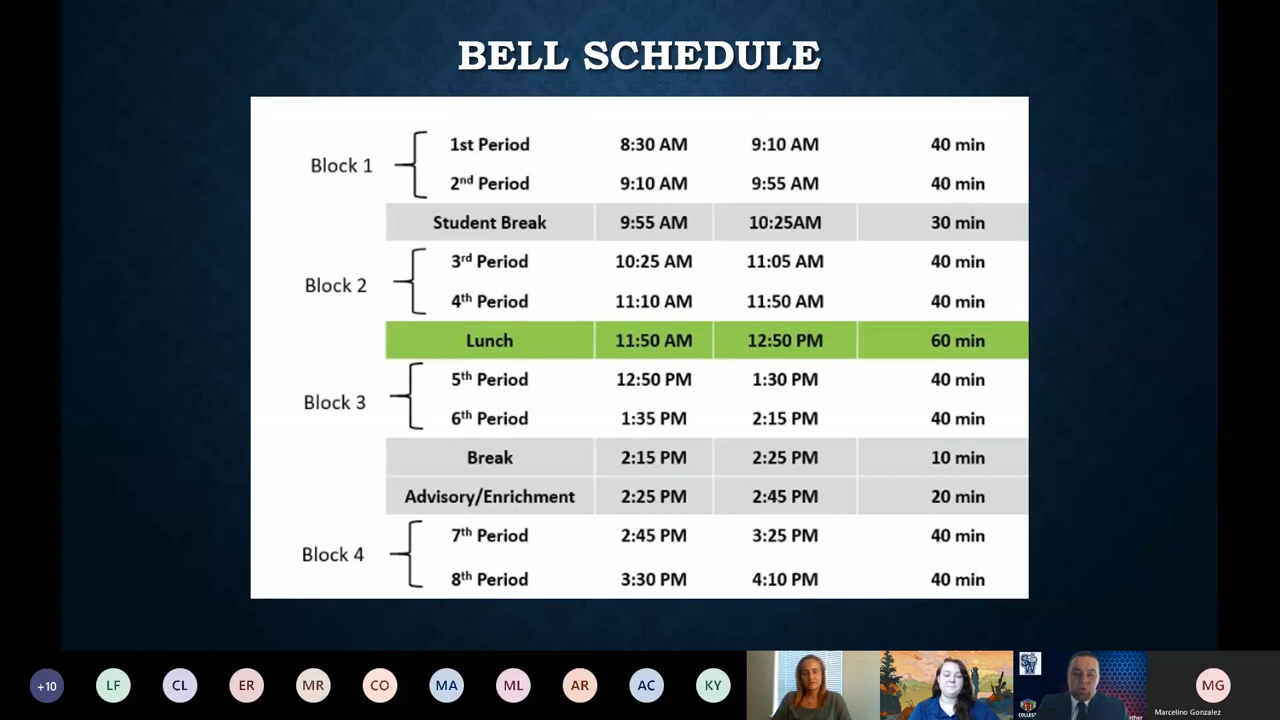 BELL SCHEDULE
Block 1
1st Period 8:30 AM 9:10 AM 40 min
2nd Period 9:10 AM 9:55 AM 40 min
Student Break 9:55 AM 10:25AM 30 min
Block 2
3rd Period 10:25 AM 11:05 AM 40 min
4th Period 11:10 AM 11:50 AM 40 min
Lunch 11:50 AM 12:50 PM 60 min
Block 3
5th Period 12:50 PM 1:30 PM 40 min
6th Period 1:35 PM 2:15 PM 40 min
Break 2:15 PM 2:25 PM 10 min
Advisory/Enrichment 2:25 PM 2:45 PM 20 min
Block 4
7th Period 2:45 PM 3:25 PM 40 min
8th Period 3:30 PM 4:10 PM 40 min
+10 LF CL ER MR CO MA ML AR AC KY MG
Marcelino Gonzalez